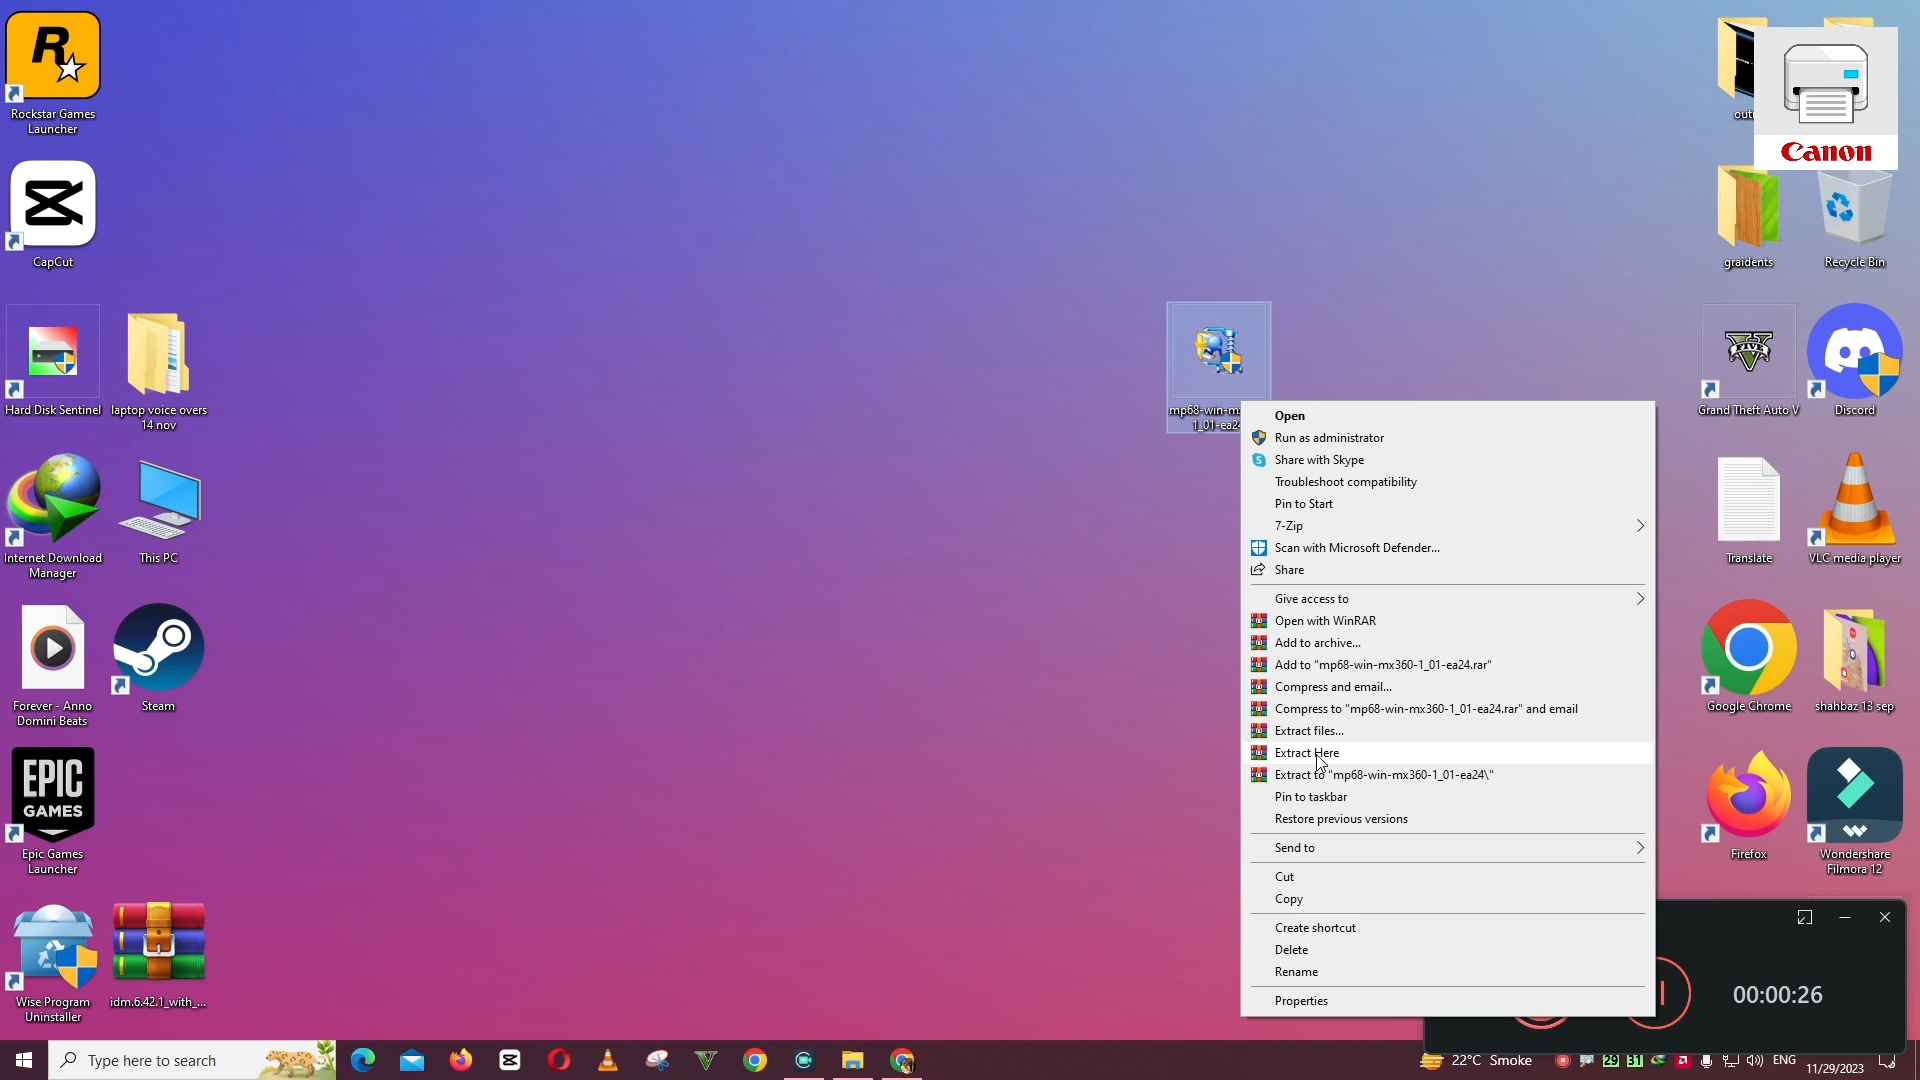 Rockstar Games
Launcher
CapCut
Hard Disk Sentinel
laptop voice overs
14 nov
Internet Download
Manager
This PC
Forever - Anno
Domini Beats
Steam
EPIC
GAMES
Epic Games
Launcher
Wise Program
Uninstaller
idm.6.42.1_with_...
mp68-win-m
1_01-ea24
Open
Run as administrator
Share with Skype
Troubleshoot compatibility
Pin to Start
7-Zip
Scan with Microsoft Defender...
Share
Give access to
Open with WinRAR
Add to archive...
Add to "mp68-win-mx360-1_01-ea24.rar"
Compress and email...
Compress to "mp68-win-mx360-1_01-ea24.rar" and email
Extract files...
Extract Here
Extract to "mp68-win-mx360-1_01-ea24\"
Pin to taskbar
Restore previous versions
Send to
Cut
Copy
Create shortcut
Delete
Rename
Properties
Canon
graidents
Recycle Bin
V
FIVE
Grand Theft Auto V
Discord
Translate
VLC media player
Google Chrome
shahbaz 13 sep
Firefox
Wondershare
Filmora 12
00:00:26
Type here to search
22°C Smoke
29
31
ENG
11/29/2023